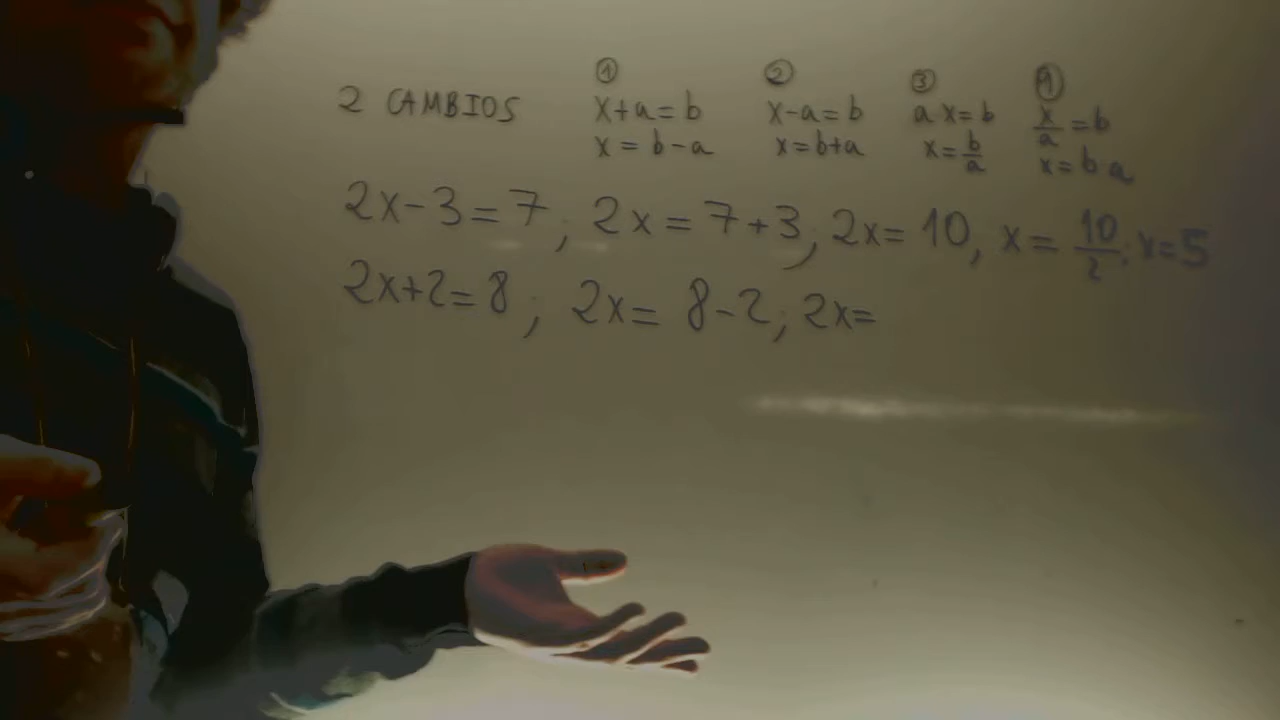 2 CAMBIOS ① ② ③ ④
x+a=b x-a=b ax=b x/a=b
x=b-a x=b+a x=b/a x=b·a
2x-3=7; 2x=7+3; 2x=10, x=10/2; x=5
2x+2=8; 2x=8-2; 2x=